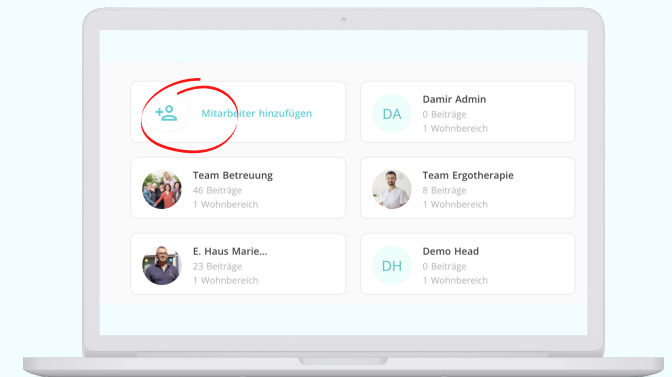 Mitarbeiter hinzufügen
DA
Damir Admin
0 Beiträge
1 Wohnbereich
Team Betreuung
46 Beiträge
1 Wohnbereich
Team Ergotherapie
8 Beiträge
1 Wohnbereich
E. Haus Marie...
23 Beiträge
1 Wohnbereich
DH
Demo Head
0 Beiträge
1 Wohnbereich